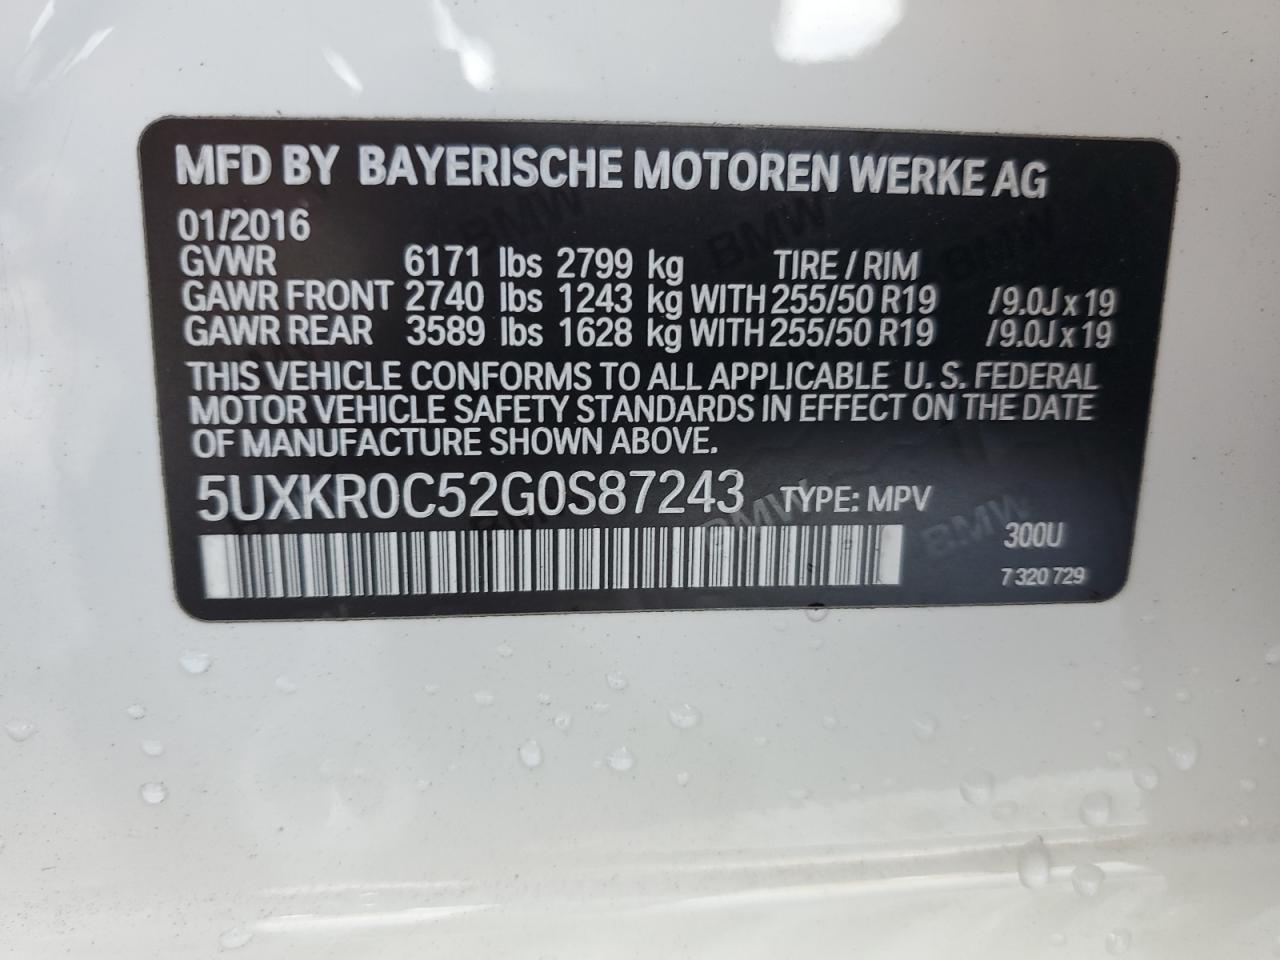 MFD BY BAYERISCHE MOTOREN WERKE AG
01/2016
GVWR 6171 lbs 2799 kg TIRE / RIM
GAWR FRONT 2740 lbs 1243 kg WITH 255/50 R19 /9.0J x 19
GAWR REAR 3589 lbs 1628 kg WITH 255/50 R19 /9.0J x 19
THIS VEHICLE CONFORMS TO ALL APPLICABLE U. S. FEDERAL
MOTOR VEHICLE SAFETY STANDARDS IN EFFECT ON THE DATE
OF MANUFACTURE SHOWN ABOVE.
5UXKR0C52G0S87243 TYPE: MPV
300U
7 320 729